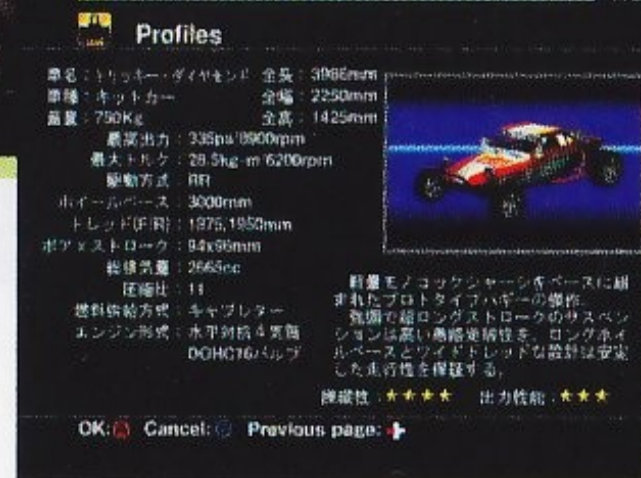 Profiles
車名：トリッキー・ダイヤモンド 全長：3986mm
車種：キットカー 全幅：2250mm
重量：790Kg 全高：1425mm
最高出力：335ps/8900rpm
最大トルク：28.5kg-m/6200rpm
駆動方式：RR
ホイールベース：3000mm
トレッド(F/R)：1975,1950mm
ボア×ストローク：94x96mm
総排気量：2665cc
圧縮比：11
燃料供給方式：キャブレター
エンジン形式：水平対抗４気筒
DOHC16バルブ
軽量モノコックシャーシをベースに組
まれたプロトタイプバギーの傑作。
強靭で超ロングストロークのサスペン
ションは高い悪路走破性を、ロングホイ
ールベースとワイドトレッドな設計は安定
した走行性を保証する。
操縦性：★★★★ 出力性能：★★★
OK: Cancel: Previous page: